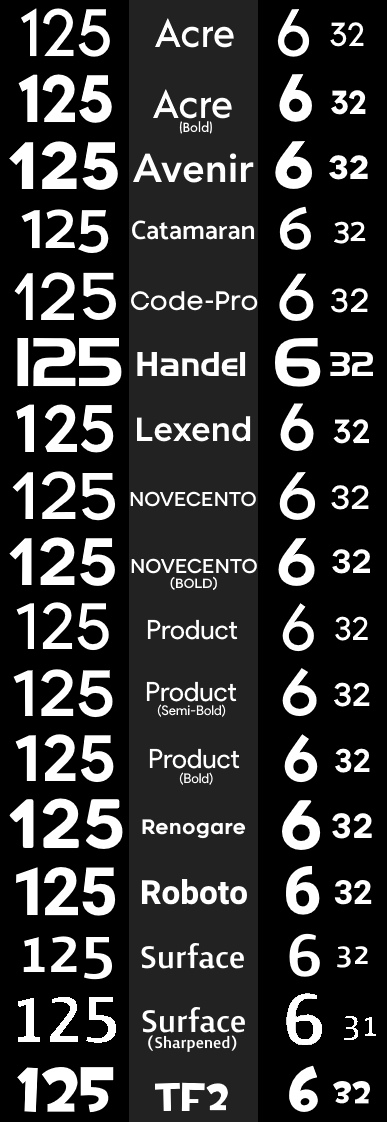 125 Acre 6 32
125 Acre 6 32
(Bold)
125 Avenir 6 32
125 Catamaran 6 32
125 Code-Pro 6 32
125 Handel 6 32
125 Lexend 6 32
125 NOVECENTO 6 32
125 NOVECENTO 6 32
(BOLD)
125 Product 6 32
125 Product 6 32
(Semi-Bold)
125 Product 6 32
(Bold)
125 Renogare 6 32
125 Roboto 6 32
125 Surface 6 32
125 Surface 6 31
(Sharpened)
125 TF2 6 32